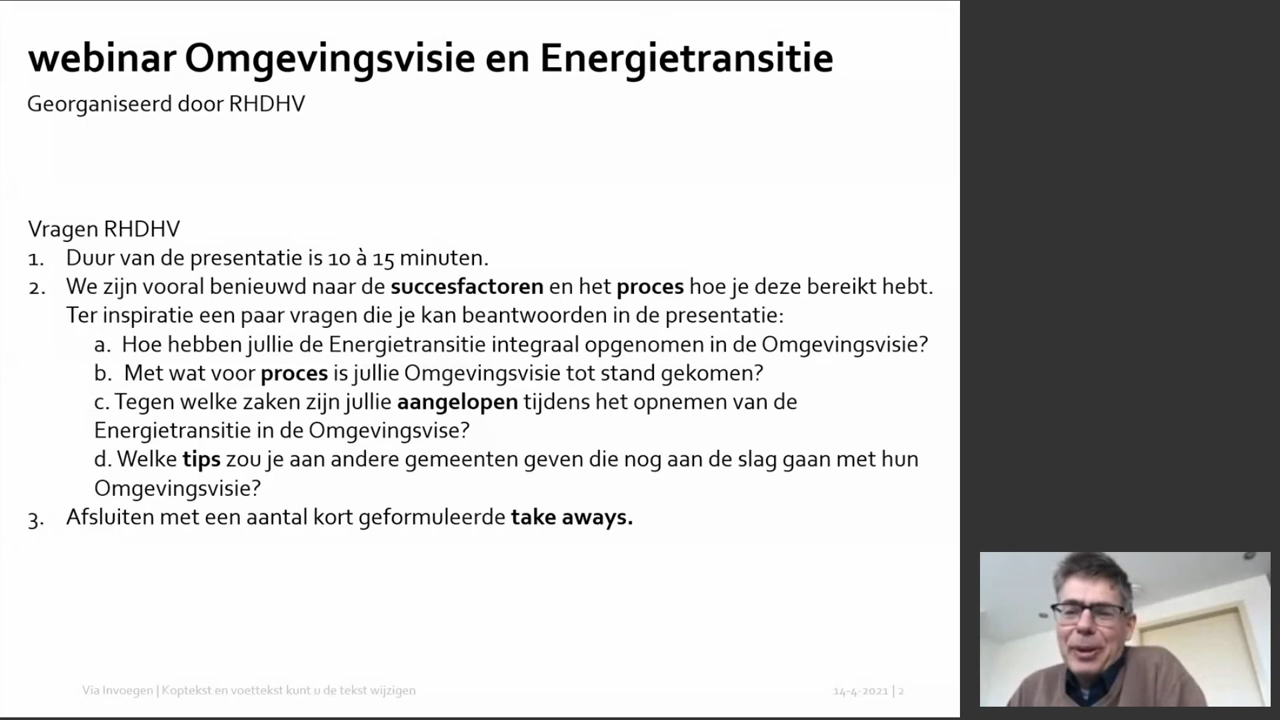 webinar Omgevingsvisie en Energietransitie
Georganiseerd door RHDHV
Vragen RHDHV
1. Duur van de presentatie is 10 à 15 minuten.
2. We zijn vooral benieuwd naar de succesfactoren en het proces hoe je deze bereikt hebt.
Ter inspiratie een paar vragen die je kan beantwoorden in de presentatie:
a. Hoe hebben jullie de Energietransitie integraal opgenomen in de Omgevingsvisie?
b. Met wat voor proces is jullie Omgevingsvisie tot stand gekomen?
c. Tegen welke zaken zijn jullie aangelopen tijdens het opnemen van de
Energietransitie in de Omgevingsvise?
d. Welke tips zou je aan andere gemeenten geven die nog aan de slag gaan met hun
Omgevingsvisie?
3. Afsluiten met een aantal kort geformuleerde take aways.
Via Invoegen | Koptekst en voettekst kunt u de tekst wijzigen
14-4-2021 | 2